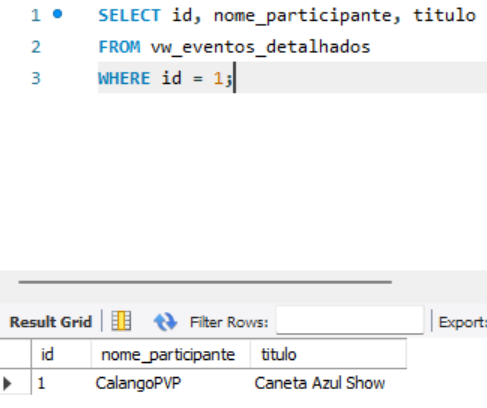 1 SELECT id, nome_participante, titulo
2 FROM vw_eventos_detalhados
3 WHERE id = 1;
Result Grid Filter Rows: Export:
id nome_participante titulo
1 CalangoPVP Caneta Azul Show